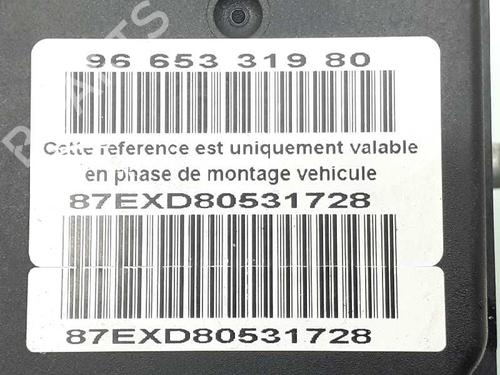 96 653 319 80
Cette reference est uniquement valable
en phase de montage vehicule
87EXD80531728
87EXD80531728